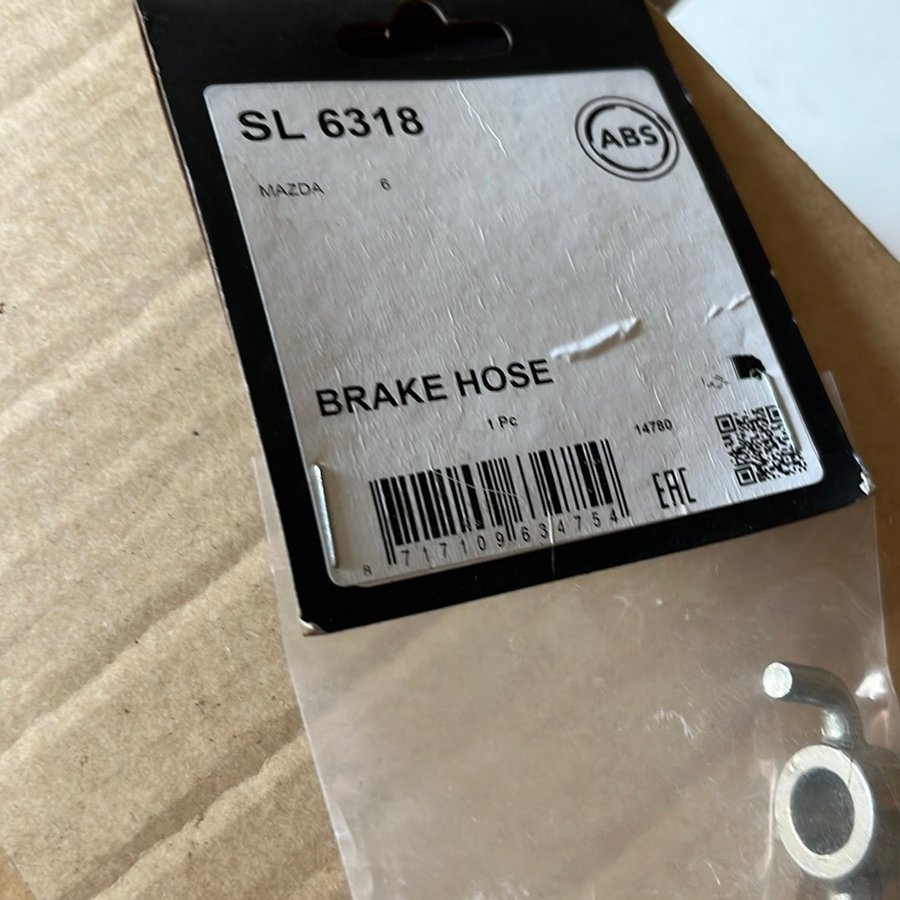 SL 6318
ABS
MAZDA 6
BRAKE HOSE
1 Pc
14780
EAC
8 717109 634754